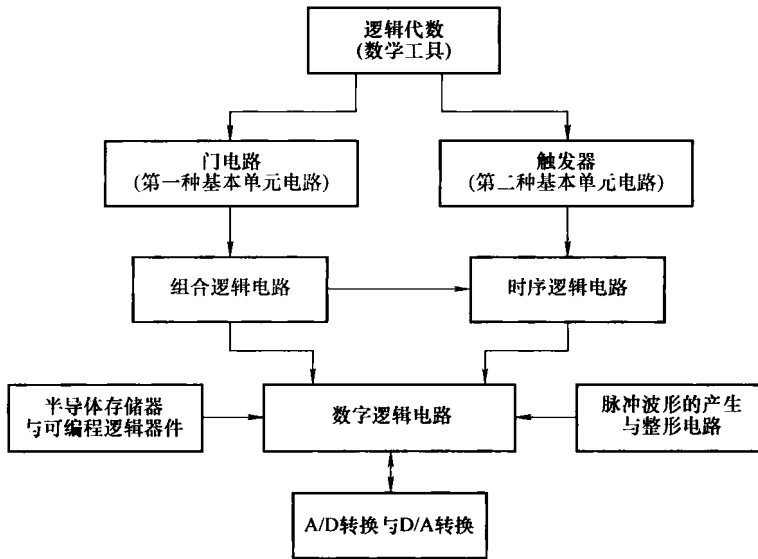 逻辑代数
(数学工具)
门电路
(第一种基本单元电路)
触发器
(第二种基本单元电路)
组合逻辑电路
时序逻辑电路
半导体存储器
与可编程逻辑器件
数字逻辑电路
脉冲波形的产生
与整形电路
A/D转换与D/A转换